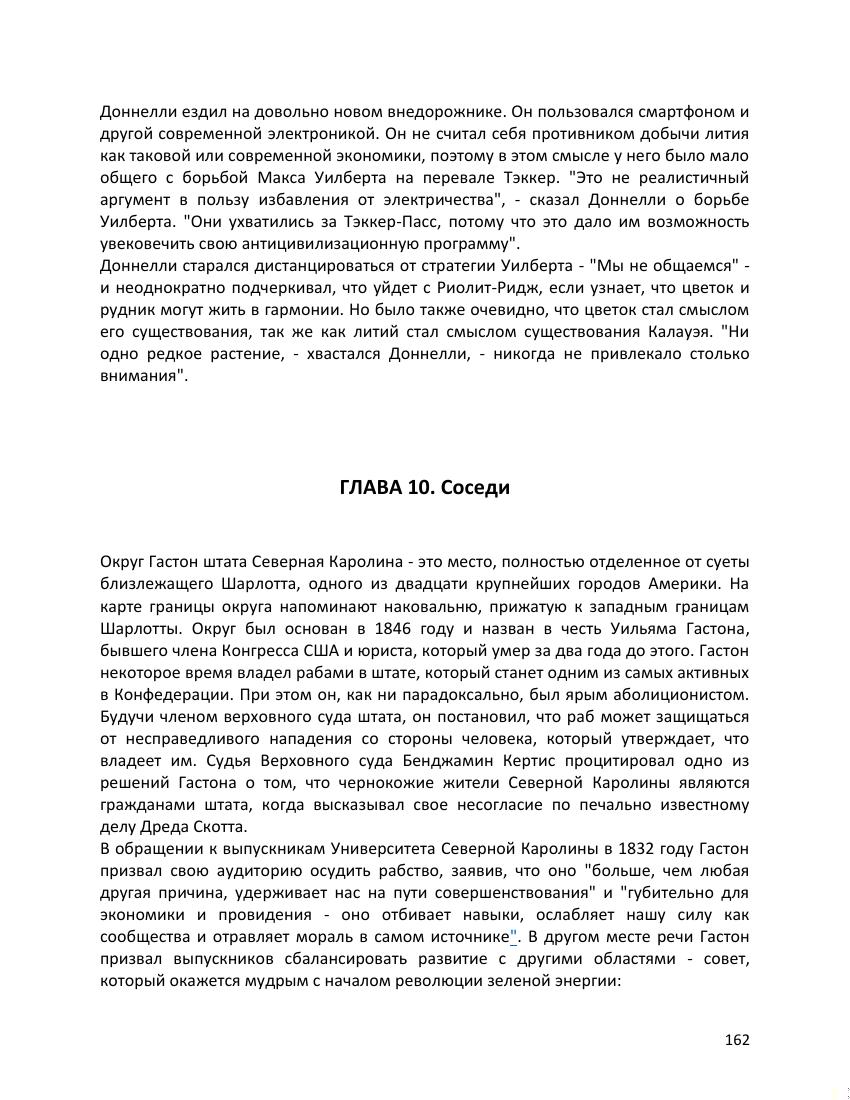 Доннелли ездил на довольно новом внедорожнике. Он пользовался смартфоном и
другой современной электроникой. Он не считал себя противником добычи лития
как таковой или современной экономики, поэтому в этом смысле у него было мало
общего с борьбой Макса Уилберта на перевале Тэккер. "Это не реалистичный
аргумент в пользу избавления от электричества", - сказал Доннелли о борьбе
Уилберта. "Они ухватились за Тэккер-Пасс, потому что это дало им возможность
увековечить свою антицивилизационную программу".
Доннелли старался дистанцироваться от стратегии Уилберта - "Мы не общаемся" -
и неоднократно подчеркивал, что уйдет с Риолит-Ридж, если узнает, что цветок и
рудник могут жить в гармонии. Но было также очевидно, что цветок стал смыслом
его существования, так же как литий стал смыслом существования Калауэя. "Ни
одно редкое растение, - хвастался Доннелли, - никогда не привлекало столько
внимания".
ГЛАВА 10. Соседи
Округ Гастон штата Северная Каролина - это место, полностью отделенное от суеты
близлежащего Шарлотта, одного из двадцати крупнейших городов Америки. На
карте границы округа напоминают наковальню, прижатую к западным границам
Шарлотты. Округ был основан в 1846 году и назван в честь Уильяма Гастона,
бывшего члена Конгресса США и юриста, который умер за два года до этого. Гастон
некоторое время владел рабами в штате, который станет одним из самых активных
в Конфедерации. При этом он, как ни парадоксально, был ярым аболиционистом.
Будучи членом верховного суда штата, он постановил, что раб может защищаться
от несправедливого нападения со стороны человека, который утверждает, что
владеет им. Судья Верховного суда Бенджамин Кертис процитировал одно из
решений Гастона о том, что чернокожие жители Северной Каролины являются
гражданами штата, когда высказывал свое несогласие по печально известному
делу Дреда Скотта.
В обращении к выпускникам Университета Северной Каролины в 1832 году Гастон
призвал свою аудиторию осудить рабство, заявив, что оно "больше, чем любая
другая причина, удерживает нас на пути совершенствования" и "губительно для
экономики и провидения - оно отбивает навыки, ослабляет нашу силу как
сообщества и отравляет мораль в самом источнике". В другом месте речи Гастон
призвал выпускников сбалансировать развитие с другими областями - совет,
который окажется мудрым с началом революции зеленой энергии:
162